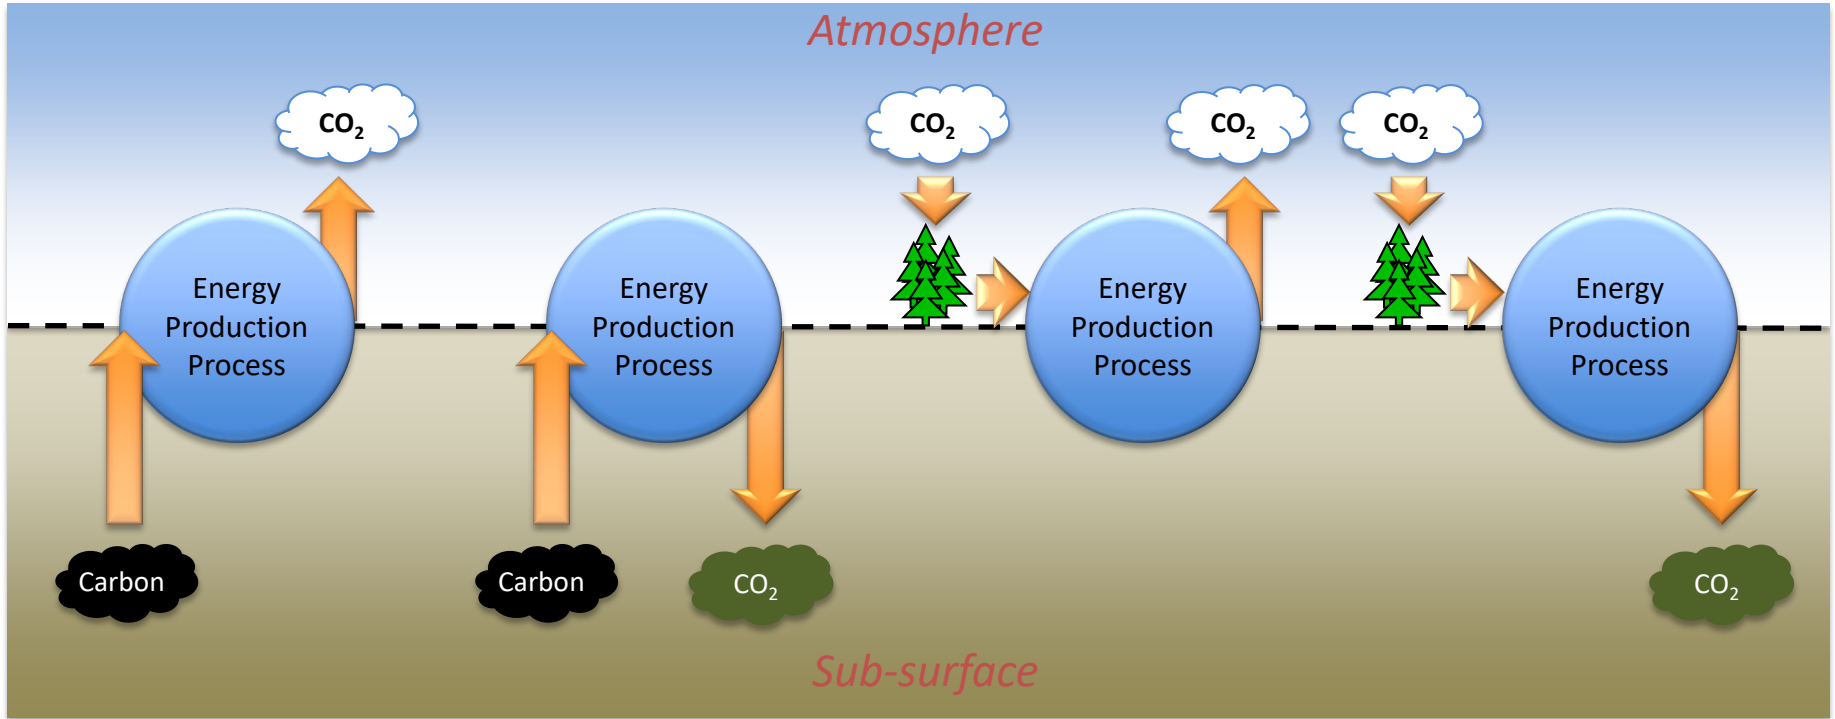 Atmosphere
CO₂
CO₂
CO₂
CO₂
Energy
Production
Process
Energy
Production
Process
Energy
Production
Process
Energy
Production
Process
Carbon
Carbon
CO₂
CO₂
Sub-surface